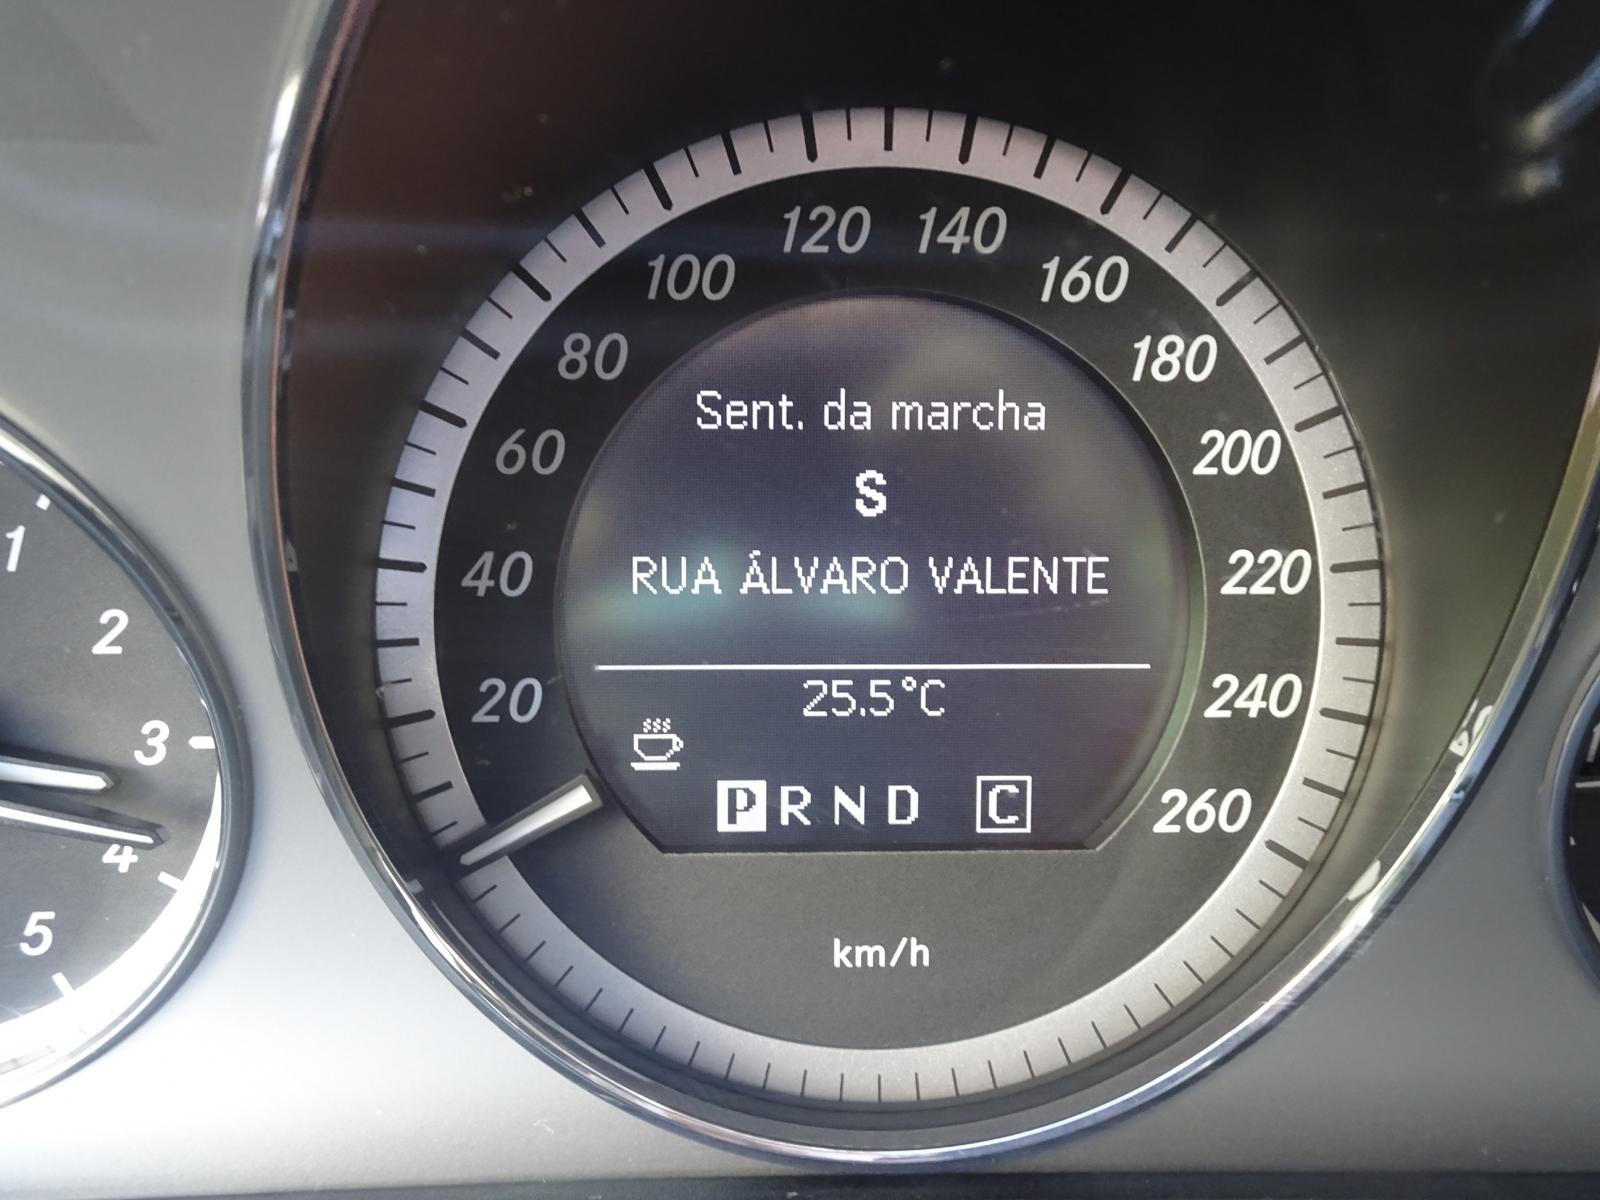 120 140
100 160
80 180
Sent. da marcha
60 200
S
1
RUA ÁLVARO VALENTE
40 220
2
20 25.5°C 240
3
P R N D C 260
4
5
km/h